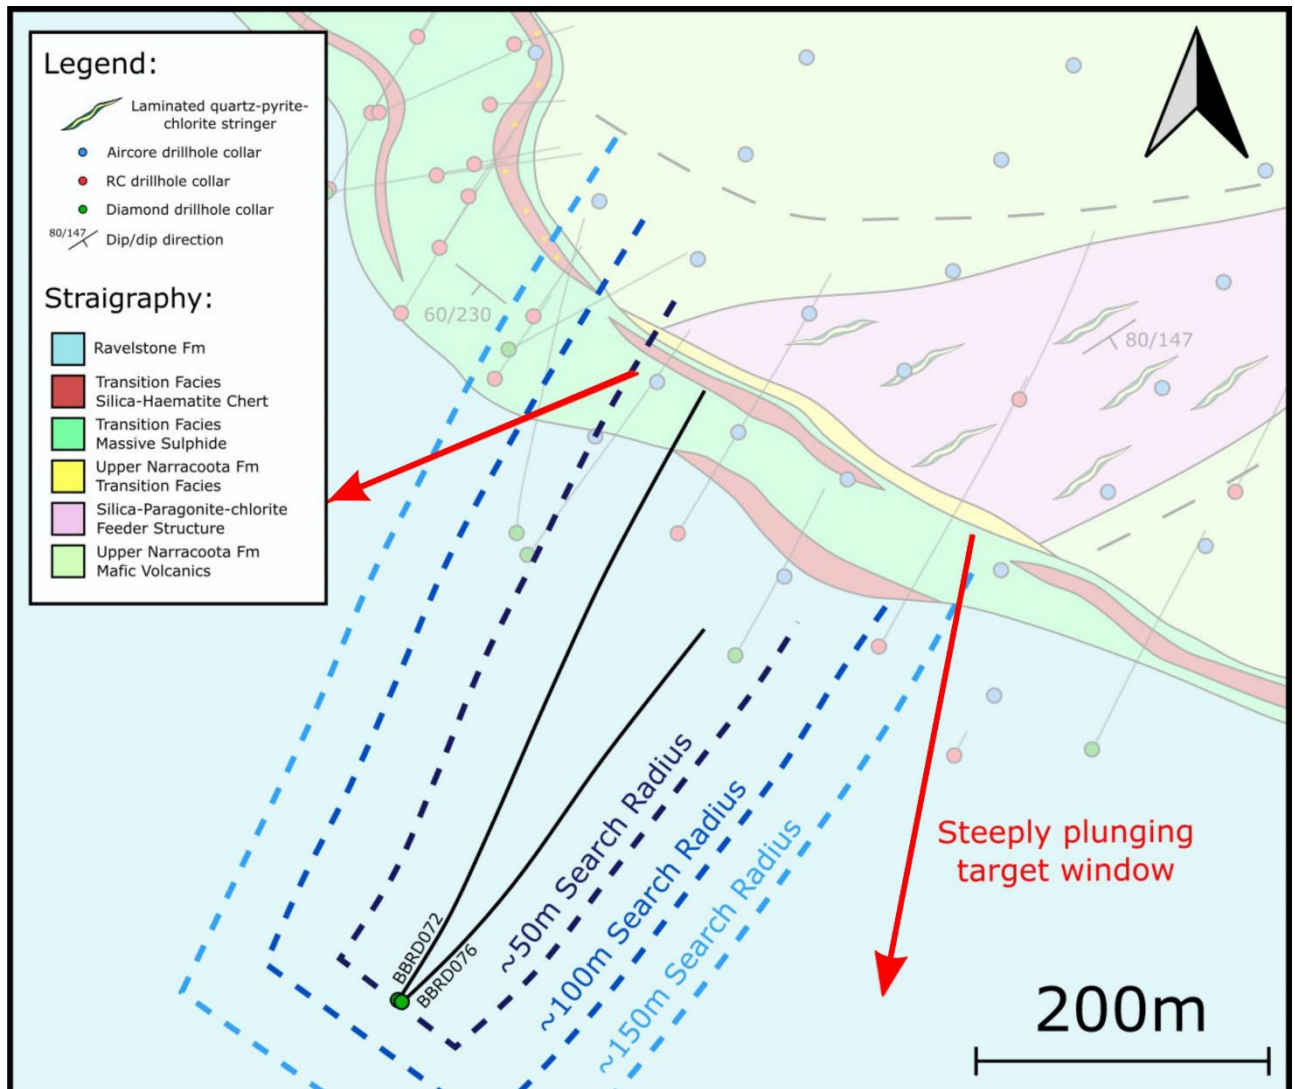 Legend:
Laminated quartz-pyrite-
chlorite stringer
Aircore drillhole collar
RC drillhole collar
Diamond drillhole collar
80/147
Dip/dip direction
Straigraphy:
Ravelstone Fm
Transition Facies
Silica-Haematite Chert
Transition Facies
Massive Sulphide
Upper Narracoota Fm
Transition Facies
Silica-Paragonite-chlorite
Feeder Structure
Upper Narracoota Fm
Mafic Volcanics
60/230
80/147
BBRD072
BBRD076
~50m Search Radius
~100m Search Radius
~150m Search Radius
Steeply plunging
target window
200m